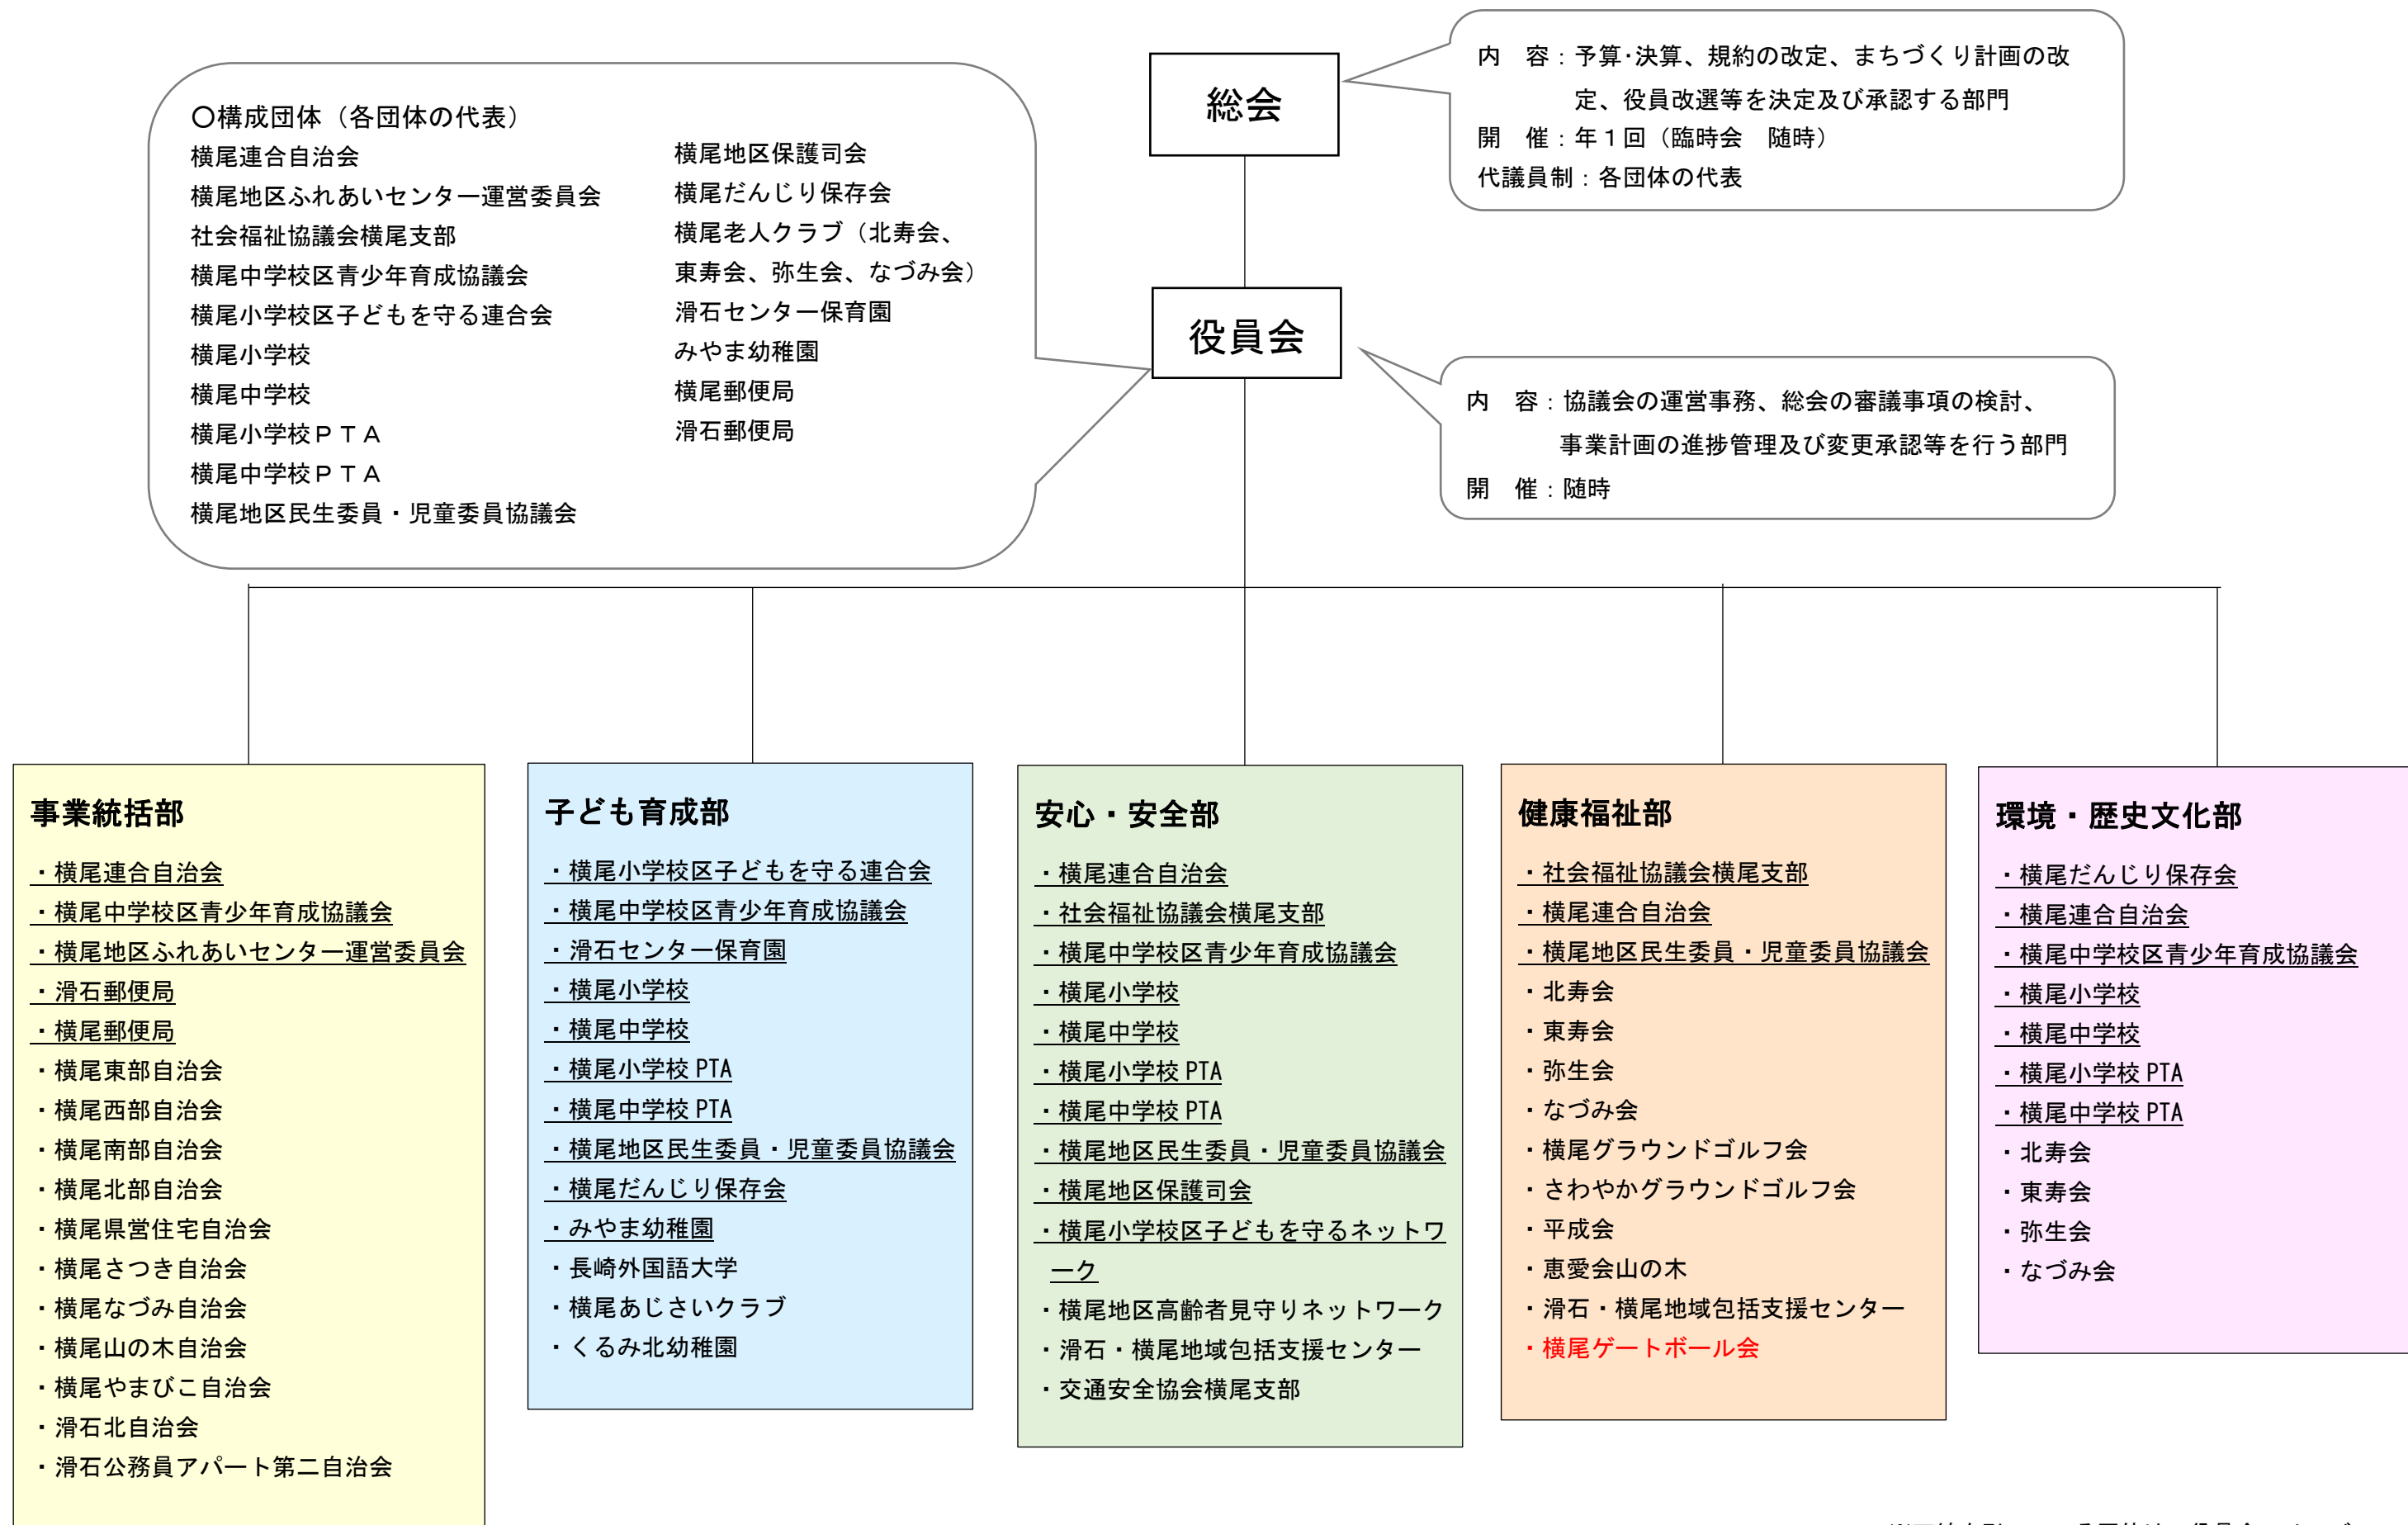 総会
内　容：予算･決算、規約の改定、まちづくり計画の改
定、役員改選等を決定及び承認する部門
開　催：年１回（臨時会　随時）
代議員制：各団体の代表
〇構成団体（各団体の代表）
横尾連合自治会
横尾地区ふれあいセンター運営委員会
社会福祉協議会横尾支部
横尾中学校区青少年育成協議会
横尾小学校区子どもを守る連合会
横尾小学校
横尾中学校
横尾小学校ＰＴＡ
横尾中学校ＰＴＡ
横尾地区民生委員・児童委員協議会
横尾地区保護司会
横尾だんじり保存会
横尾老人クラブ（北寿会、
東寿会、弥生会、なづみ会）
滑石センター保育園
みやま幼稚園
横尾郵便局
滑石郵便局
役員会
内　容：協議会の運営事務、総会の審議事項の検討、
事業計画の進捗管理及び変更承認等を行う部門
開　催：随時
事業統括部
・横尾連合自治会
・横尾中学校区青少年育成協議会
・横尾地区ふれあいセンター運営委員会
・滑石郵便局
・横尾郵便局
・横尾東部自治会
・横尾西部自治会
・横尾南部自治会
・横尾北部自治会
・横尾県営住宅自治会
・横尾さつき自治会
・横尾なづみ自治会
・横尾山の木自治会
・横尾やまびこ自治会
・滑石北自治会
・滑石公務員アパート第二自治会
子ども育成部
・横尾小学校区子どもを守る連合会
・横尾中学校区青少年育成協議会
・滑石センター保育園
・横尾小学校
・横尾中学校
・横尾小学校 PTA
・横尾中学校 PTA
・横尾地区民生委員・児童委員協議会
・横尾だんじり保存会
・みやま幼稚園
・長崎外国語大学
・横尾あじさいクラブ
・くるみ北幼稚園
安心・安全部
・横尾連合自治会
・社会福祉協議会横尾支部
・横尾中学校区青少年育成協議会
・横尾小学校
・横尾中学校
・横尾小学校 PTA
・横尾中学校 PTA
・横尾地区民生委員・児童委員協議会
・横尾地区保護司会
・横尾小学校区子どもを守るネットワ
ーク
・横尾地区高齢者見守りネットワーク
・滑石・横尾地域包括支援センター
・交通安全協会横尾支部
健康福祉部
・社会福祉協議会横尾支部
・横尾連合自治会
・横尾地区民生委員・児童委員協議会
・北寿会
・東寿会
・弥生会
・なづみ会
・横尾グラウンドゴルフ会
・さわやかグラウンドゴルフ会
・平成会
・恵愛会山の木
・滑石・横尾地域包括支援センター
・横尾ゲートボール会
環境・歴史文化部
・横尾だんじり保存会
・横尾連合自治会
・横尾中学校区青少年育成協議会
・横尾小学校
・横尾中学校
・横尾小学校 PTA
・横尾中学校 PTA
・北寿会
・東寿会
・弥生会
・なづみ会